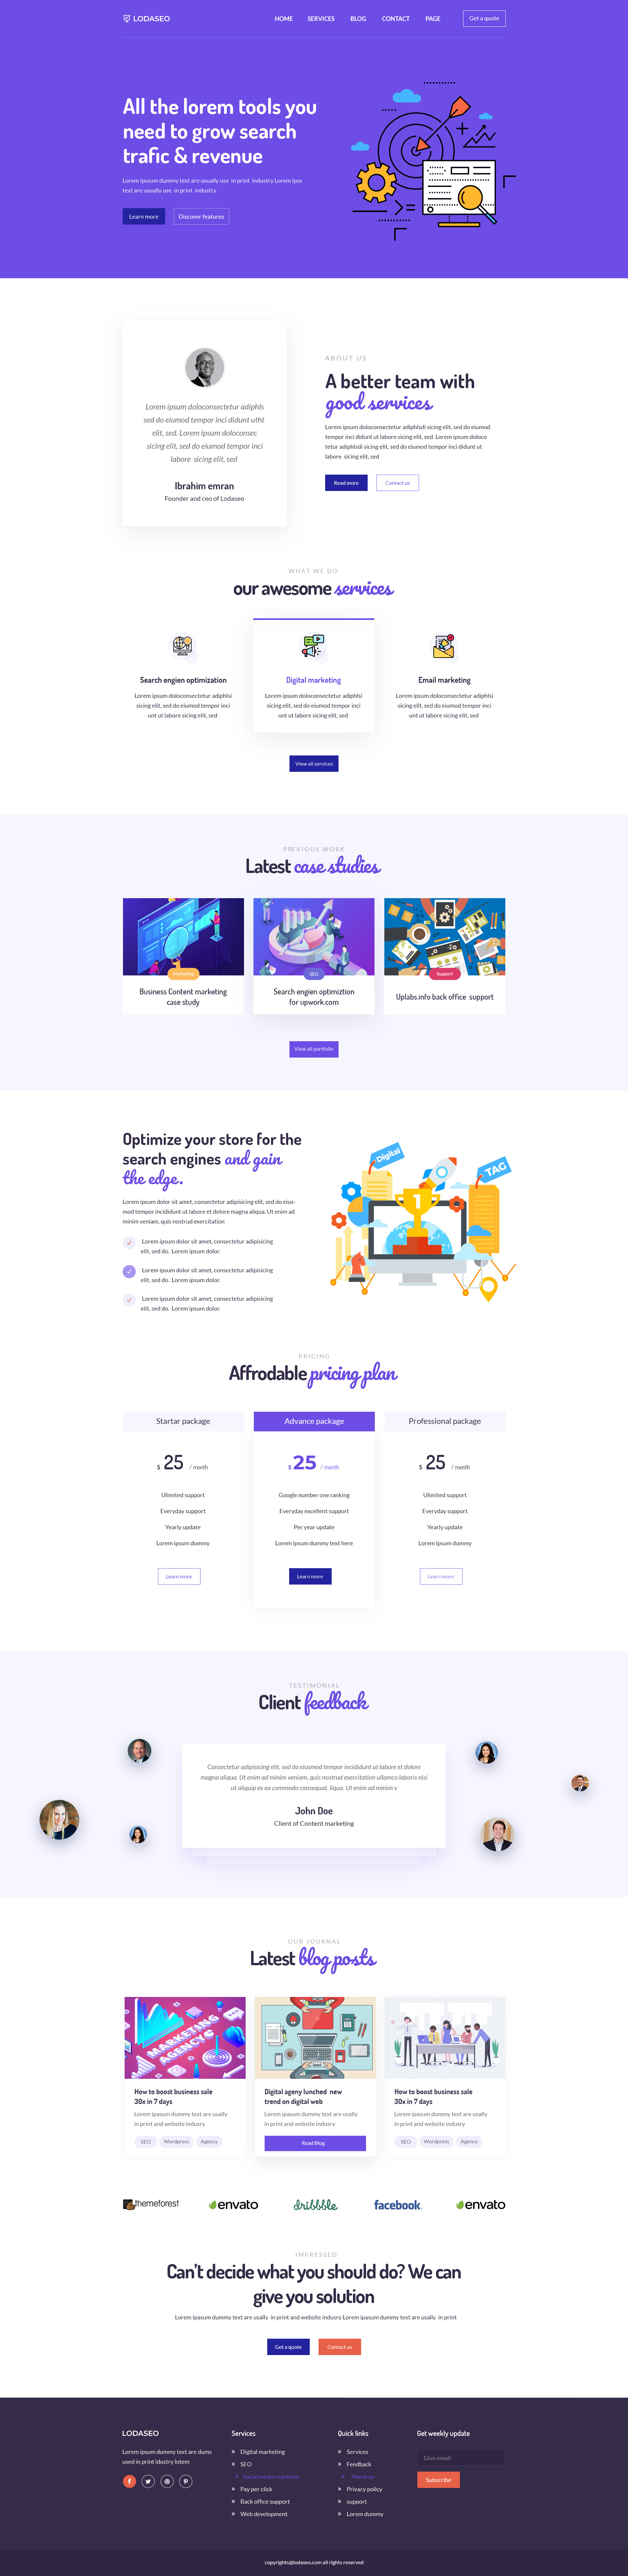 LODASEO
HOME SERVICES BLOG CONTACT PAGE
Get a quote
All the lorem tools you
need to grow search
trafic & revenue
Lorem ipsum dummy text are usually use in print industry Lorem ipss
text are usually use in print industry
Learn more Discover features
Lorem ipsum doloconsectetur adiphls
sed do eiusmod tempor inci didunt utht
elit, sed. Lorem ipsum doloconsec
sicing elit, sed do eiusmod tempor inci
labore sicing elit, sed
Ibrahim emran
Founder and ceo of Lodaseo
ABOUT US
A better team with
good services
Lorem ipsum doloconsectetur adiphlsdi sicing elit, sed do eiusmod
tempor inci didunt ut labore sicing elit, sed. Lorem ipsum doloco
tetur adiphlsdi sicing elit, sed do eiusmod tempor inci didunt ut
labore sicing elit, sed
Read more Contact us
WHAT WE DO
our awesome services
Search engien optimization
Lorem ipsum doloconsectetur adiphlsi
sicing elit, sed do eiumod tempor inci
unt ut labore sicing elit, sed
Digital marketing
Lorem ipsum doloconsectetur adiphlsi
sicing elit, sed do eiumod tempor inci
unt ut labore sicing elit, sed
Email marketing
Lorem ipsum doloconsectetur adiphlsi
sicing elit, sed do eiumod tempor inci
unt ut labore sicing elit, sed
View all services
PREVIOUS WORK
Latest case studies
Marketing
Business Content marketing
case study
SEO
Search engien optimiztion
for upwork.com
Support
Uplabs.info back office support
View all portfolio
Optimize your store for the
search engines and gain
the edge.
Lorem ipsum dolor sit amet, consectetur adipisicing elit, sed do eius-
mod tempor incididunt ut labore et dolore magna aliqua. Ut enim ad
minim veniam, quis nostrud exercitation
Lorem ipsum dolor sit amet, consectetur adipisicing
elit, sed do. Lorem ipsum dolor.
Lorem ipsum dolor sit amet, consectetur adipisicing
elit, sed do. Lorem ipsum dolor.
Lorem ipsum dolor sit amet, consectetur adipisicing
elit, sed do. Lorem ipsum dolor.
Digital
TAG
1
PRICING
Affrodable pricing plan
Startar package
$ 25 / month
Ulimited support
Everyday support
Yearly update
Lorem ipsum dummy
Learn more
Advance package
$ 25 / month
Google number one ranking
Everyday excellent support
Per year update
Lorem ipsum dummy text here
Learn more
Professional package
$ 25 / month
Ulimited support
Everyday support
Yearly update
Lorem ipsum dummy
Learn more
TESTIMONIAL
Client feedback
Consectetur adipisicing elit, sed do eiusmod tempor incididunt ut labore et dolore
magna aliqua. Ut enim ad minim veniam, quis nostrud exercitation ullamco laboris nisi
ut aliquip ex ea commodo consequat. liqua. Ut enim ad minim v
John Doe
Client of Content marketing
OUR JOURNAL
Latest blog posts
MARKETING
AGENCY
How to boost business sale
30x in 7 days
Lorem ipasum dummy text are usally
in print and website indusry
SEO Wordpress Agency
Digital ageny lunched new
trend on digital web
Lorem ipasum dummy text are usally
in print and website indusry
Read Blog
How to boost business sale
30x in 7 days
Lorem ipasum dummy text are usally
in print and website indusry
SEO Wordpress Agency
themeforest envato dribbble facebook. envato
IMPRESSED
Can’t decide what you should do? We can
give you solution
Lorem ipasum dummy text are usally in print and website indusry Lorem ipasum dummy text are usally in print
Get a quote Contact us
LODASEO
Lorem ipasum dummy text are dums
used in print idustry lotem
Services
» Digital marketing
» SEO
» Social media marketin
» Pay per click
» Back office support
» Web development
Quick links
» Services
» Feedback
» About us
» Privacy policy
» support
» Lorem dummy
Get weekly update
Give email
Subscribe
copyrights@lodaseo.com all rights reserved